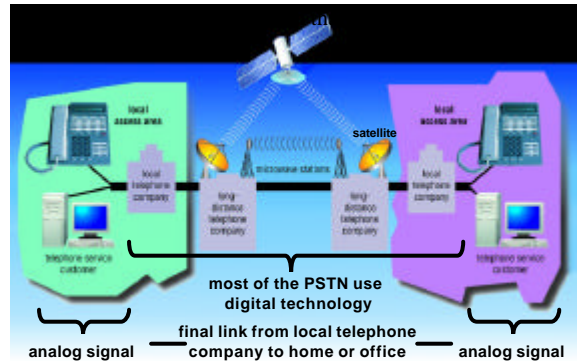 th
local
access area
local
access area
satellite
microwave stations
local
telephone
company
long-
distance
telephone
company
long-
distance
telephone
company
local
telephone
company
telephone service
customer
telephone service
customer
most of the PSTN use
digital technology
analog signal
final link from local telephone
company to home or office
analog signal